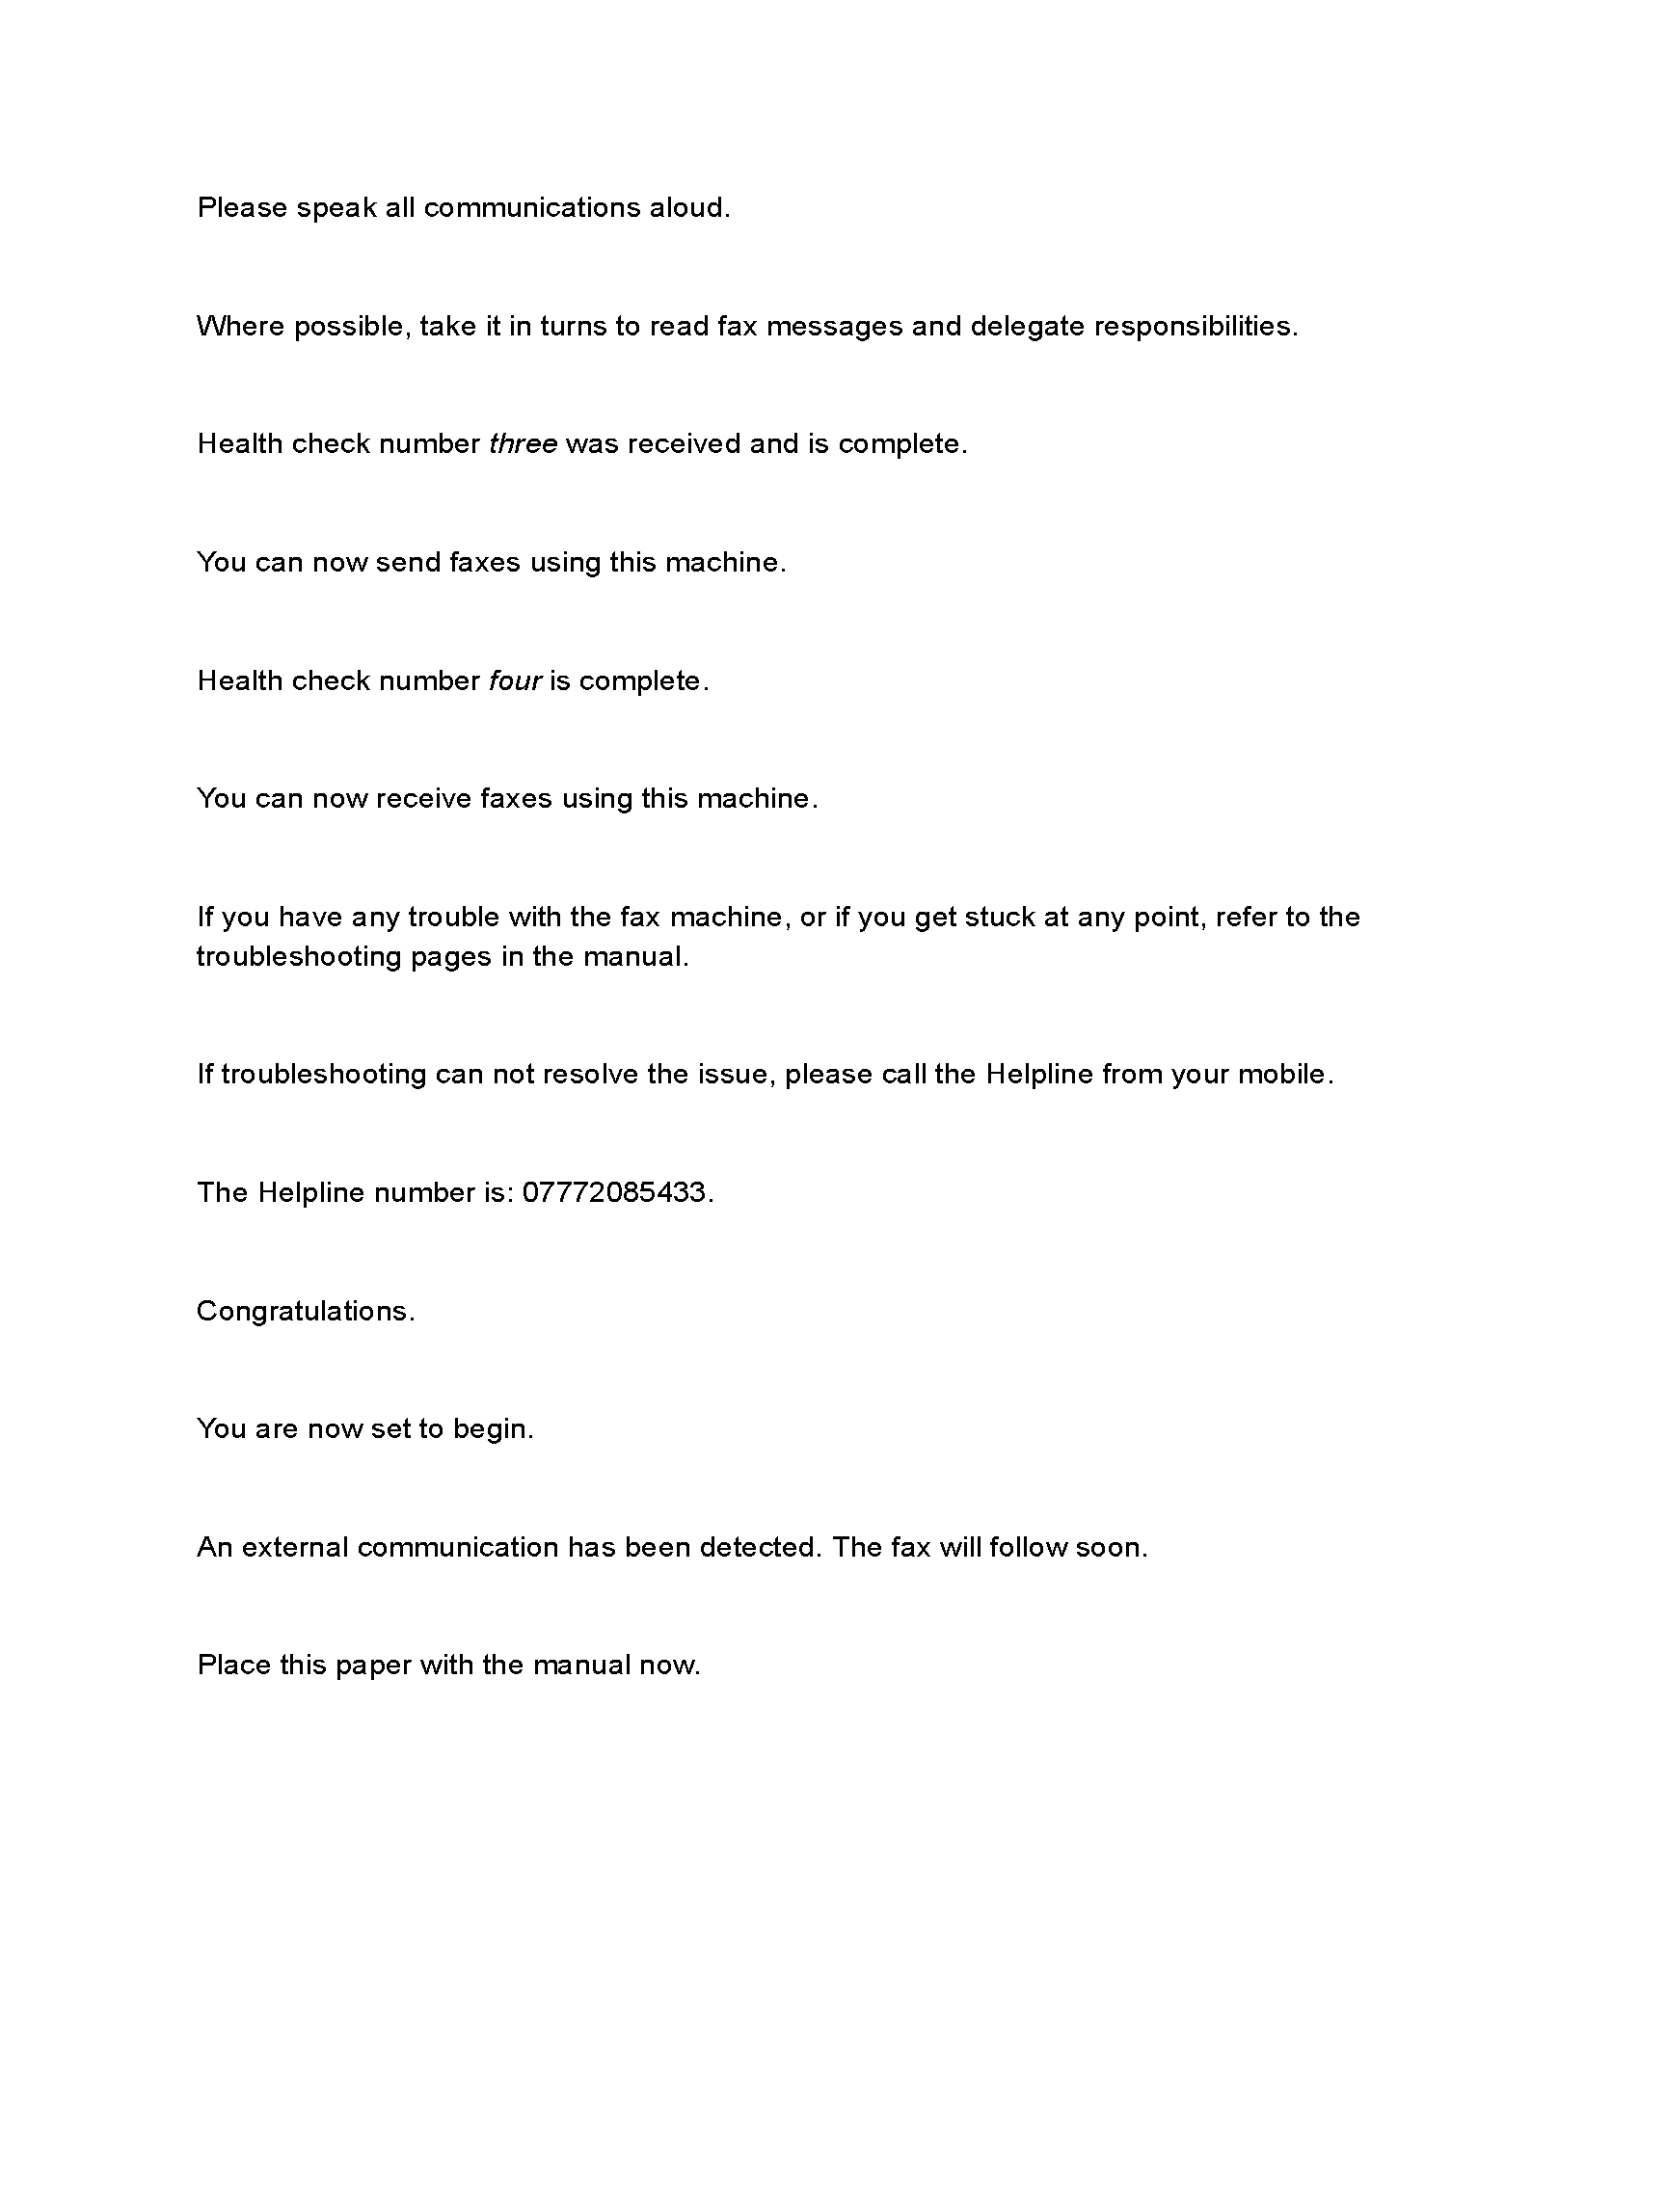 Please speak all communications aloud.
Where possible, take it in turns to read fax messages and delegate responsibilities.
Health check number three was received and is complete.
You can now send faxes using this machine.
Health check number four is complete.
You can now receive faxes using this machine.
If you have any trouble with the fax machine, or if you get stuck at any point, refer to the
troubleshooting pages in the manual.
If troubleshooting can not resolve the issue, please call the Helpline from your mobile.
The Helpline number is: 07772085433.
Congratulations.
You are now set to begin.
An external communication has been detected. The fax will follow soon.
Place this paper with the manual now.